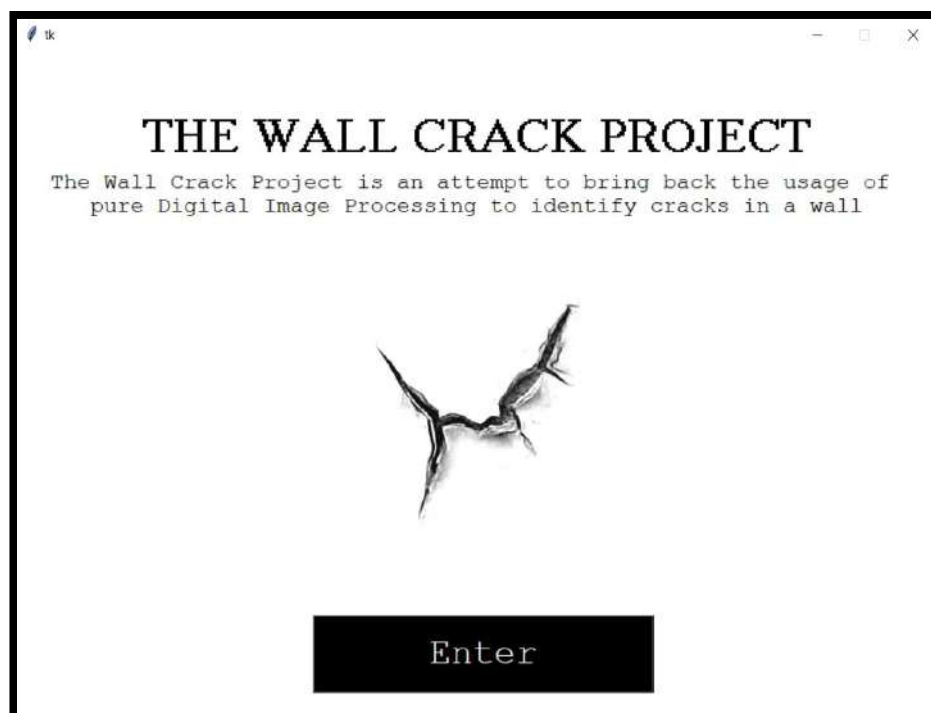 tk
THE WALL CRACK PROJECT
The Wall Crack Project is an attempt to bring back the usage of
pure Digital Image Processing to identify cracks in a wall
Enter